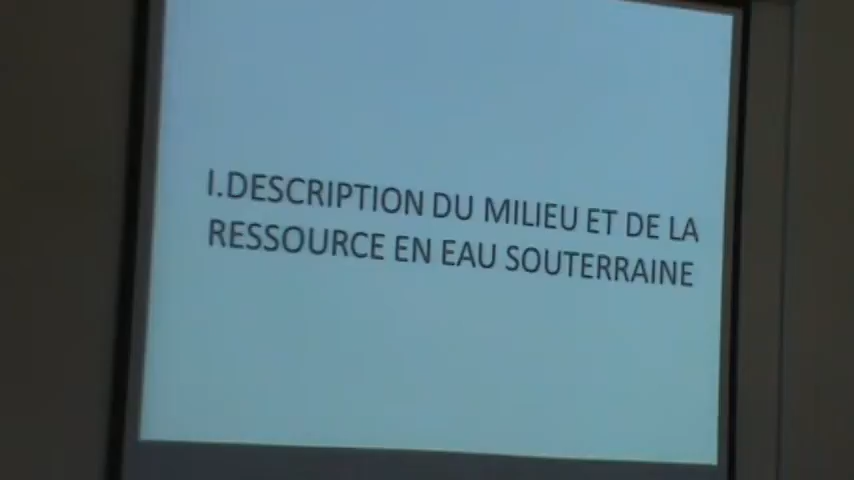 I.DESCRIPTION DU MILIEU ET DE LA
RESSOURCE EN EAU SOUTERRAINE